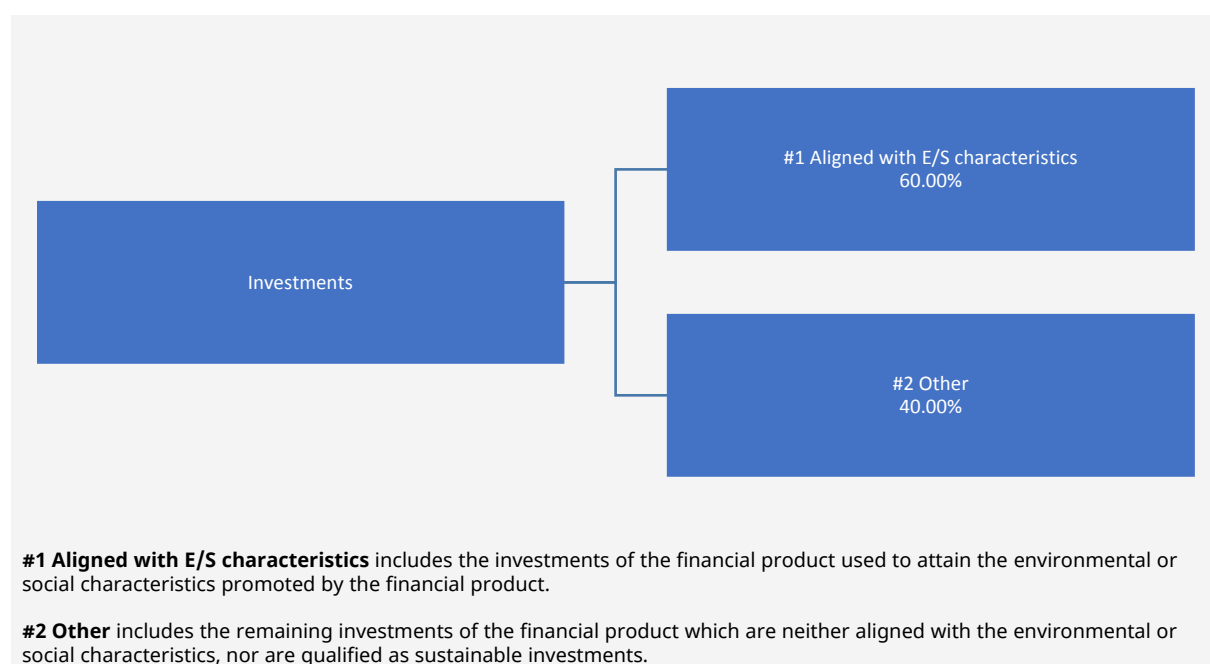 #1 Aligned with E/S characteristics
60.00%
Investments
#2 Other
40.00%
#1 Aligned with E/S characteristics includes the investments of the financial product used to attain the environmental or
social characteristics promoted by the financial product.
#2 Other includes the remaining investments of the financial product which are neither aligned with the environmental or
social characteristics, nor are qualified as sustainable investments.